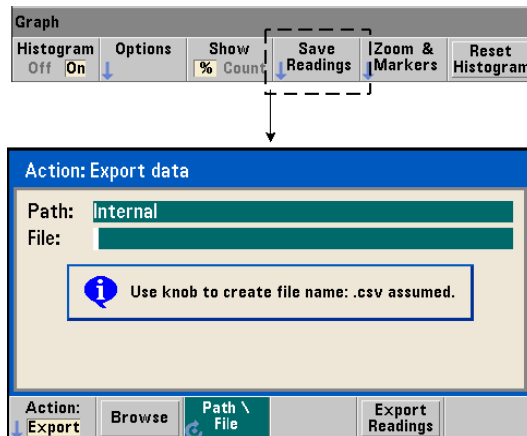 Graph
Histogram Options Show Save Zoom & Reset
Off On % Count Readings Markers Histogram
Action: Export data
Path: Internal
File:
Use knob to create file name: .csv assumed.
Action: Browse Path \ Export
Export File Readings